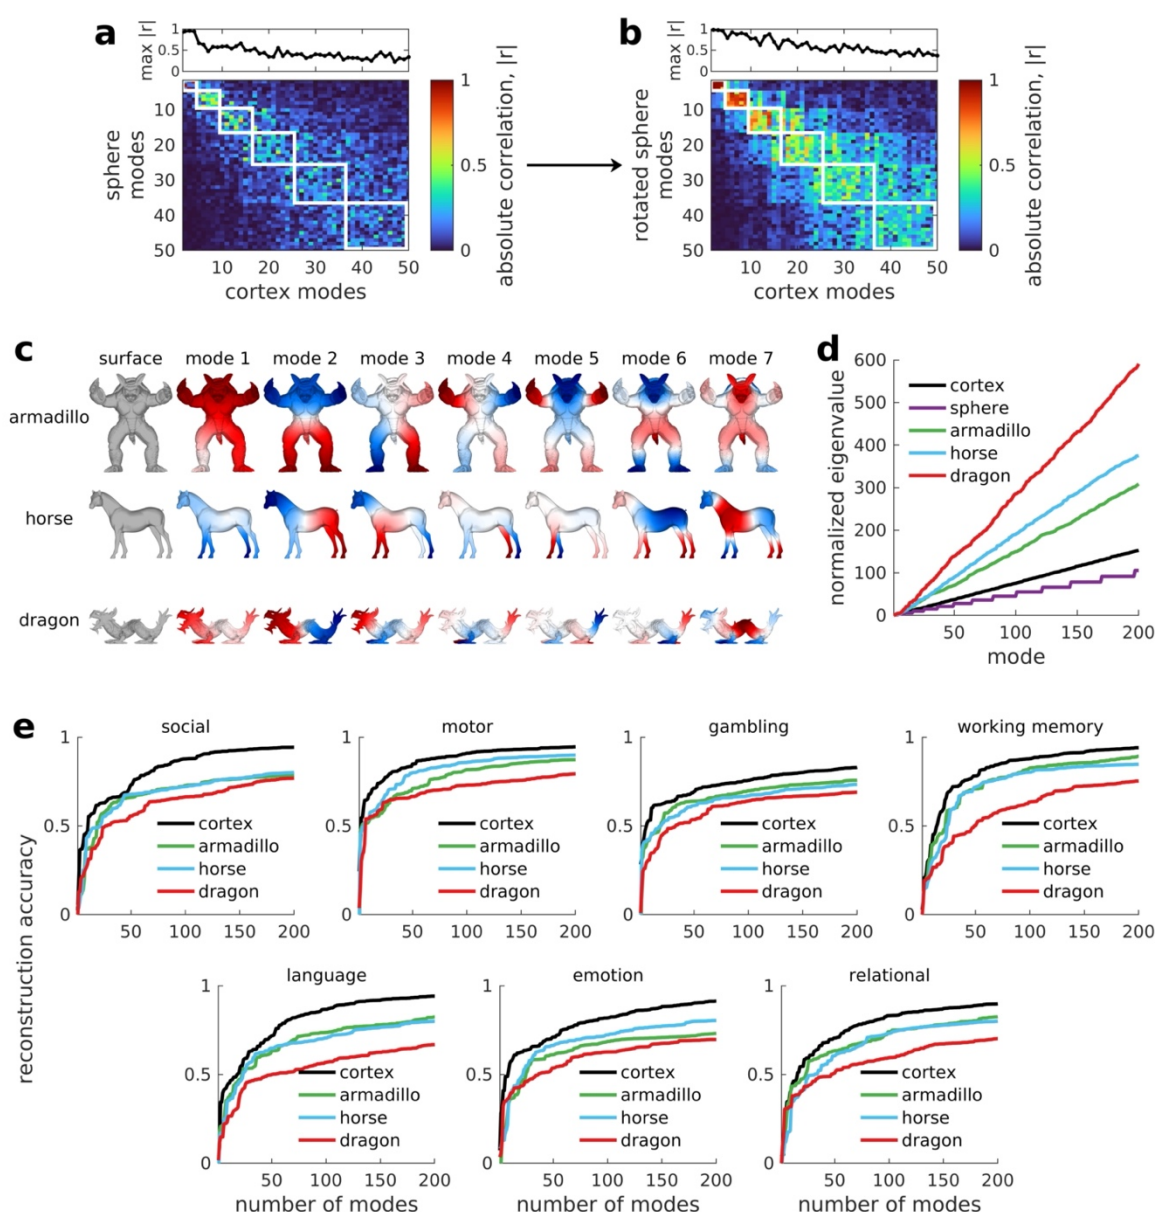 a
max |r|
1
0.5
0
sphere
modes
10
20
30
40
50
10 20 30 40 50
cortex modes
1
0.5
0
absolute correlation, |r|
b
max |r|
1
0.5
0
rotated sphere
modes
10
20
30
40
50
10 20 30 40 50
cortex modes
1
0.5
0
absolute correlation, |r|
c
surface mode 1 mode 2 mode 3 mode 4 mode 5 mode 6 mode 7
armadillo
horse
dragon
d
normalized eigenvalue
600
500
400
300
200
100
0
cortex
sphere
armadillo
horse
dragon
50 100 150 200
mode
e
reconstruction accuracy
social
1
0.5
0
cortex
armadillo
horse
dragon
50 100 150 200
motor
1
0.5
0
cortex
armadillo
horse
dragon
50 100 150 200
gambling
1
0.5
0
cortex
armadillo
horse
dragon
50 100 150 200
working memory
1
0.5
0
cortex
armadillo
horse
dragon
50 100 150 200
language
1
0.5
0
cortex
armadillo
horse
dragon
50 100 150 200
number of modes
emotion
1
0.5
0
cortex
armadillo
horse
dragon
50 100 150 200
number of modes
relational
1
0.5
0
cortex
armadillo
horse
dragon
50 100 150 200
number of modes